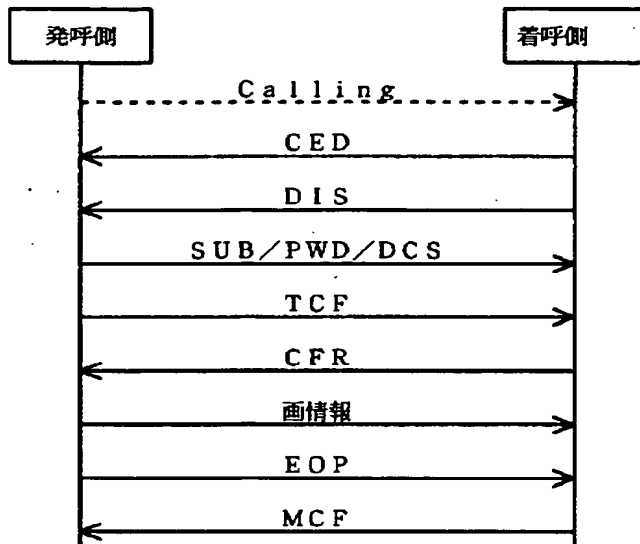 発呼側
着呼側
Calling
CED
DIS
SUB/PWD/DCS
TCF
CFR
画情報
EOP
MCF